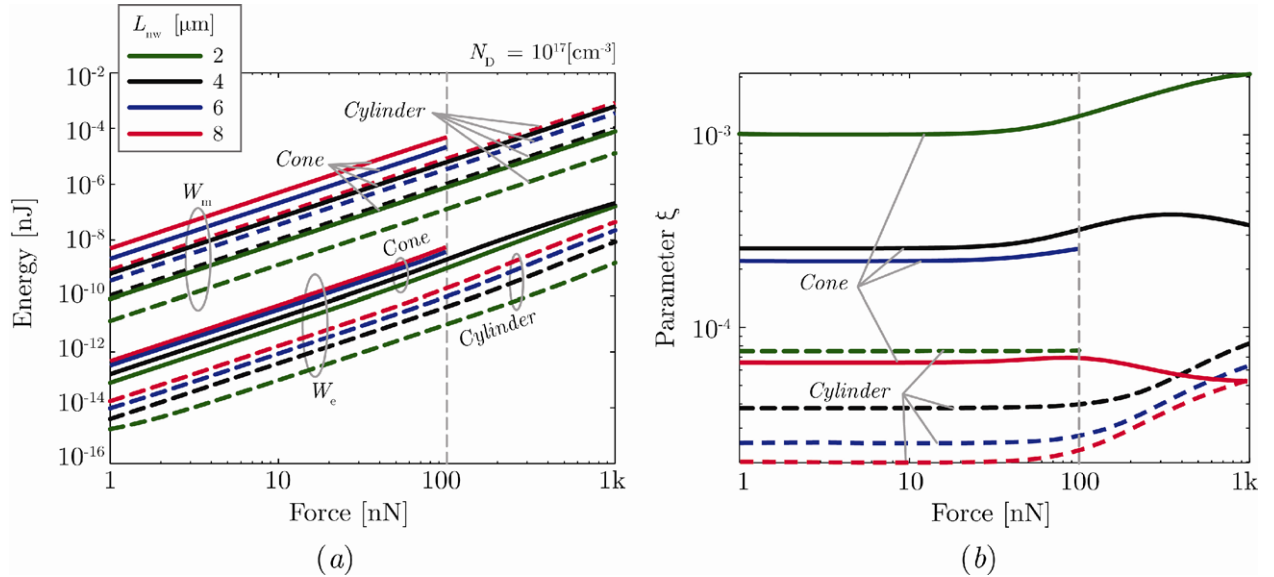 L_nw [μm]
2
4
6
8
N_D = 10^17[cm^-3]
Energy [nJ]
10^-2
10^-4
10^-6
10^-8
10^-10
10^-12
10^-14
10^-16
Cylinder
Cone
W_m
Cone
Cylinder
W_e
1 10 100 1k
Force [nN]
(a)
Parameter ξ
10^-3
10^-4
Cone
Cylinder
1 10 100 1k
Force [nN]
(b)